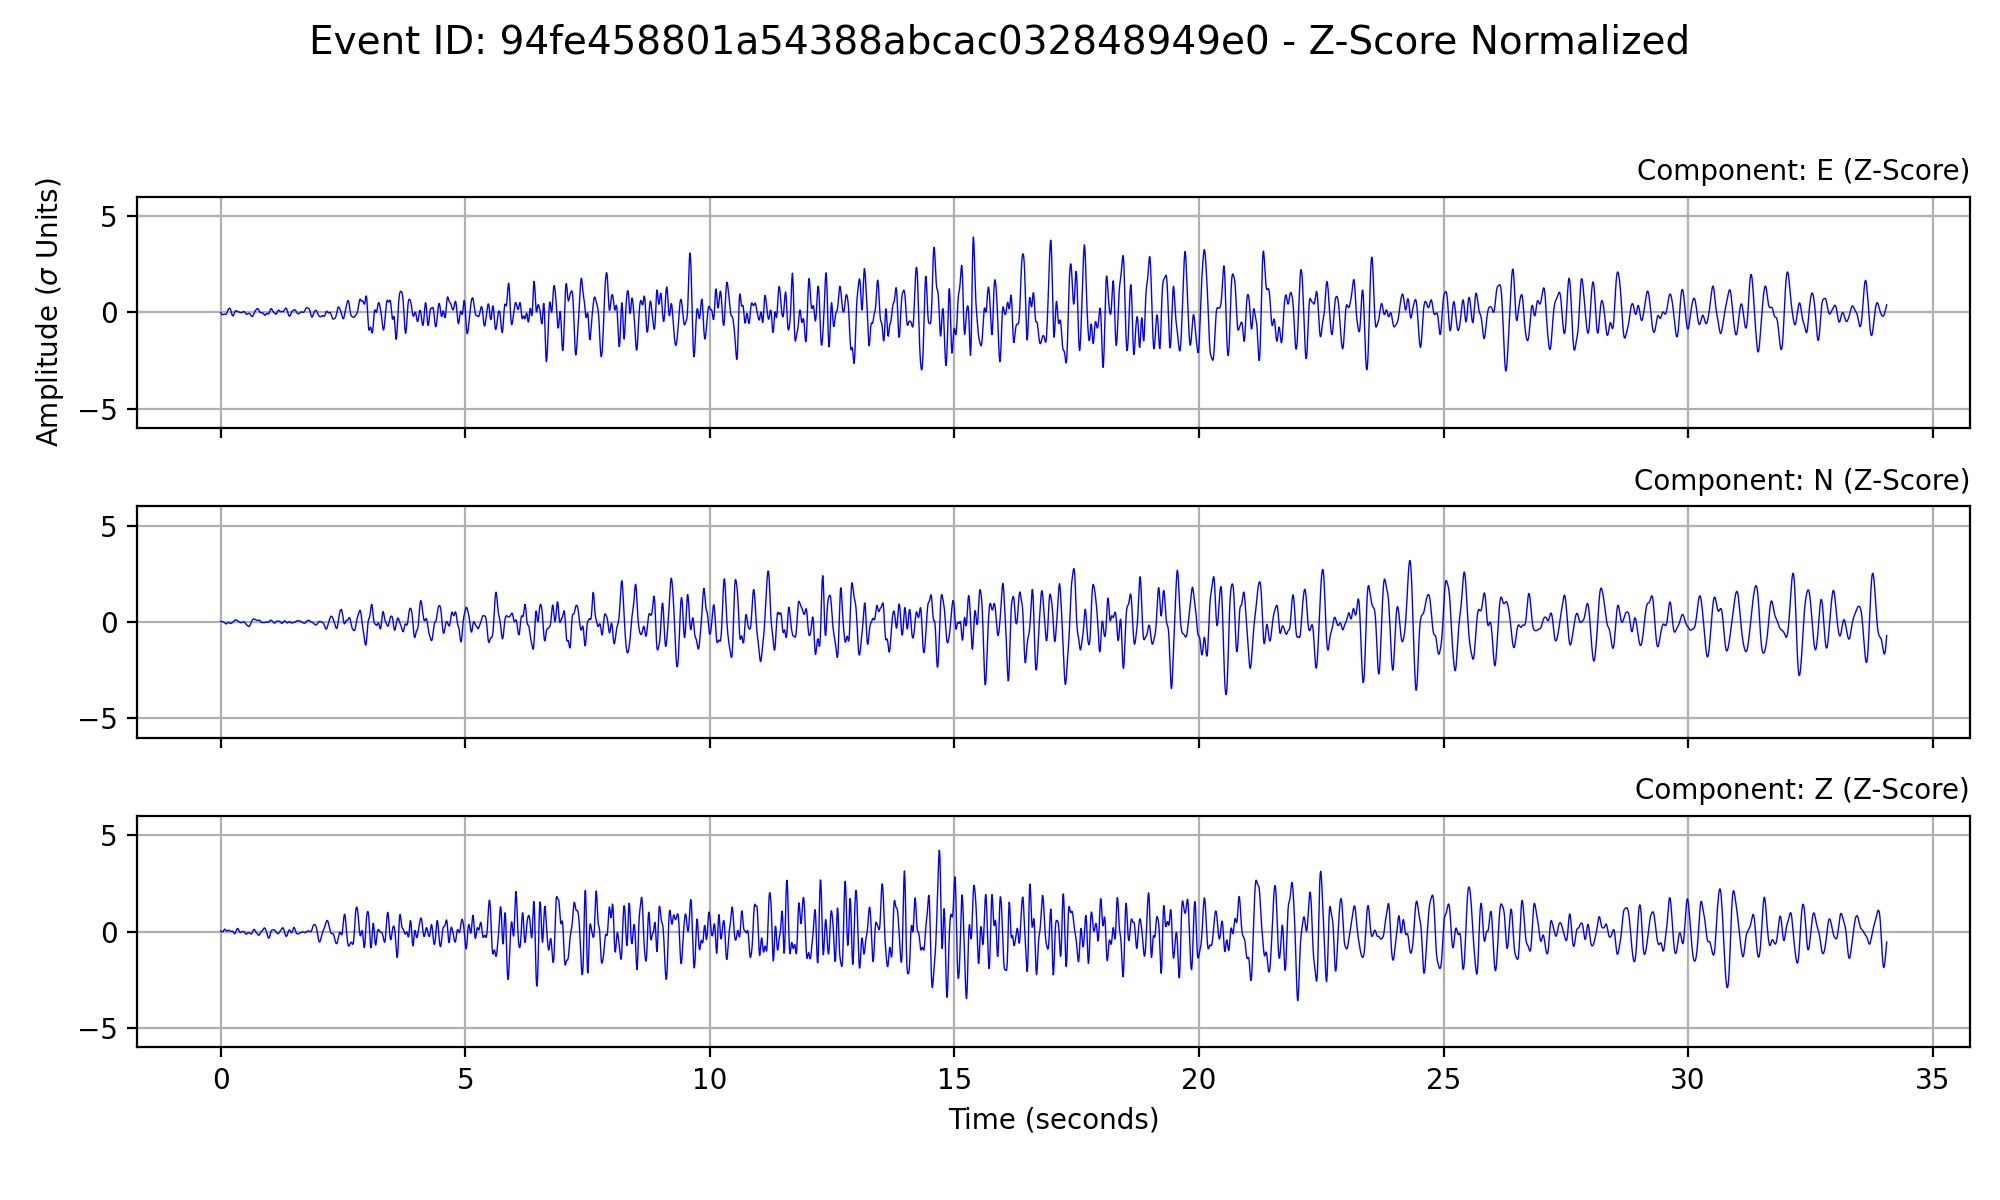 Event ID: 94fe458801a54388abcac032848949e0 - Z-Score Normalized
Component: E (Z-Score)
Amplitude (σ Units)
5
0
−5
Component: N (Z-Score)
5
0
−5
Component: Z (Z-Score)
5
0
−5
0 5 10 15 20 25 30 35
Time (seconds)